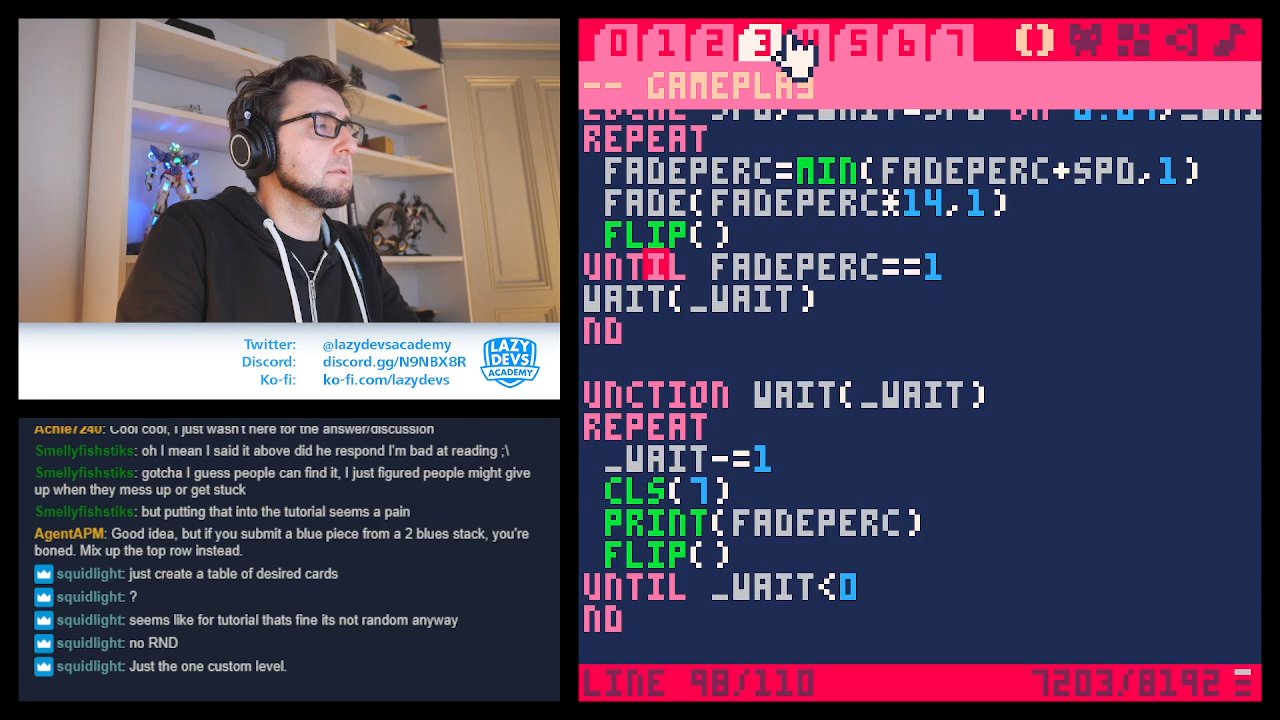 Twitter: @lazydevsacademy
Discord: discord.gg/N9NBX8R
Ko-fi: ko-fi.com/lazydevs
LAZY
DEVS
ACADEMY
Achie7240: Cool cool, I just wasn't here for the answer/discussion
Smellyfishstiks: oh I mean I said it above did he respond I'm bad at reading ;\
Smellyfishstiks: gotcha I guess people can find it, I just figured people might give
up when they mess up or get stuck
Smellyfishstiks: but putting that into the tutorial seems a pain
AgentAPM: Good idea, but if you submit a blue piece from a 2 blues stack, you're
boned. Mix up the top row instead.
squidlight: just create a table of desired cards
squidlight: ?
squidlight: seems like for tutorial thats fine its not random anyway
squidlight: no RND
squidlight: Just the one custom level.
0 1 2 3 4 5 6 7 ()
-- GAMEPLAY
REPEAT
FADEPERC=MIN(FADEPERC+SPD,1)
FADE(FADEPERC*14,1)
FLIP()
UNTIL FADEPERC==1
WAIT(_WAIT)
ND
UNCTION WAIT(_WAIT)
REPEAT
_WAIT-=1
CLS(7)
PRINT(FADEPERC)
FLIP()
UNTIL _WAIT<0
ND
LINE 98/110 7203/8192